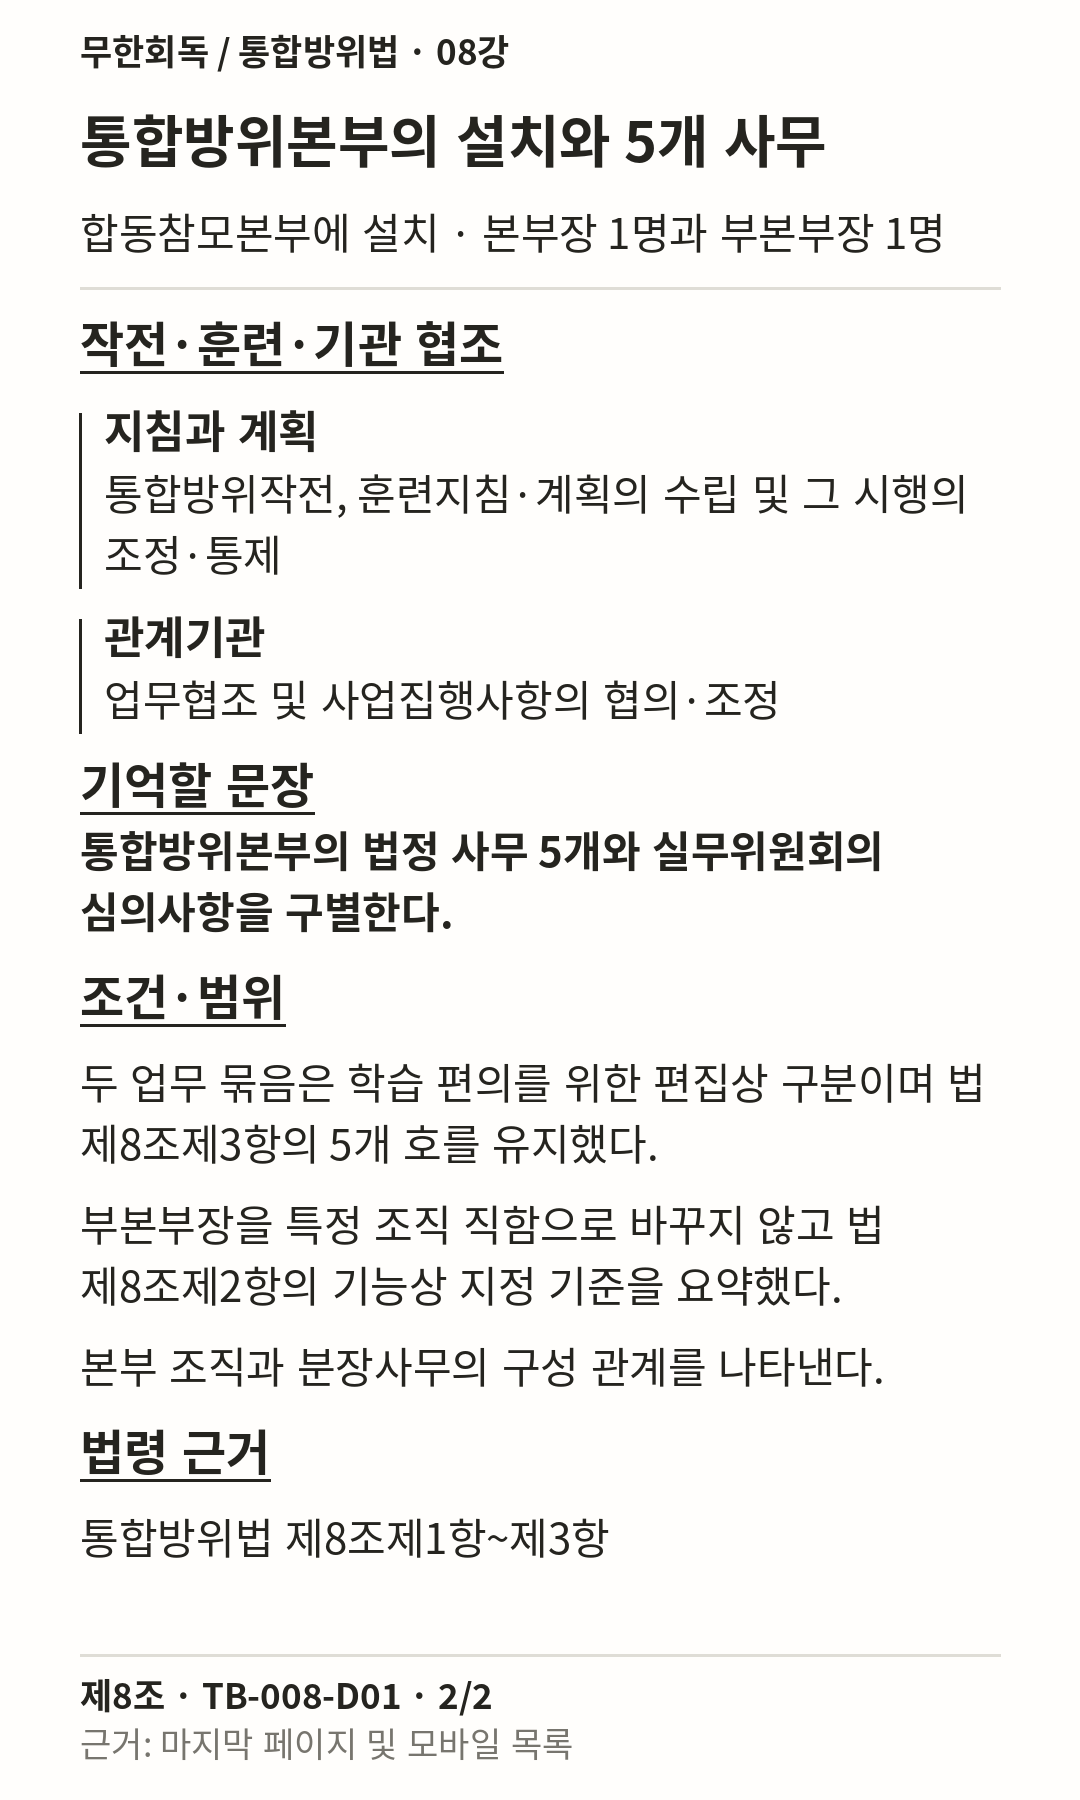 무한회독 / 통합방위법 · 08강
통합방위본부의 설치와 5개 사무
합동참모본부에 설치 · 본부장 1명과 부본부장 1명
작전·훈련·기관 협조
지침과 계획
통합방위작전, 훈련지침·계획의 수립 및 그 시행의
조정·통제
관계기관
업무협조 및 사업집행사항의 협의·조정
기억할 문장
통합방위본부의 법정 사무 5개와 실무위원회의
심의사항을 구별한다.
조건·범위
두 업무 묶음은 학습 편의를 위한 편집상 구분이며 법
제8조제3항의 5개 호를 유지했다.
부본부장을 특정 조직 직함으로 바꾸지 않고 법
제8조제2항의 기능상 지정 기준을 요약했다.
본부 조직과 분장사무의 구성 관계를 나타낸다.
법령 근거
통합방위법 제8조제1항~제3항
제8조 · TB-008-D01 · 2/2
근거: 마지막 페이지 및 모바일 목록